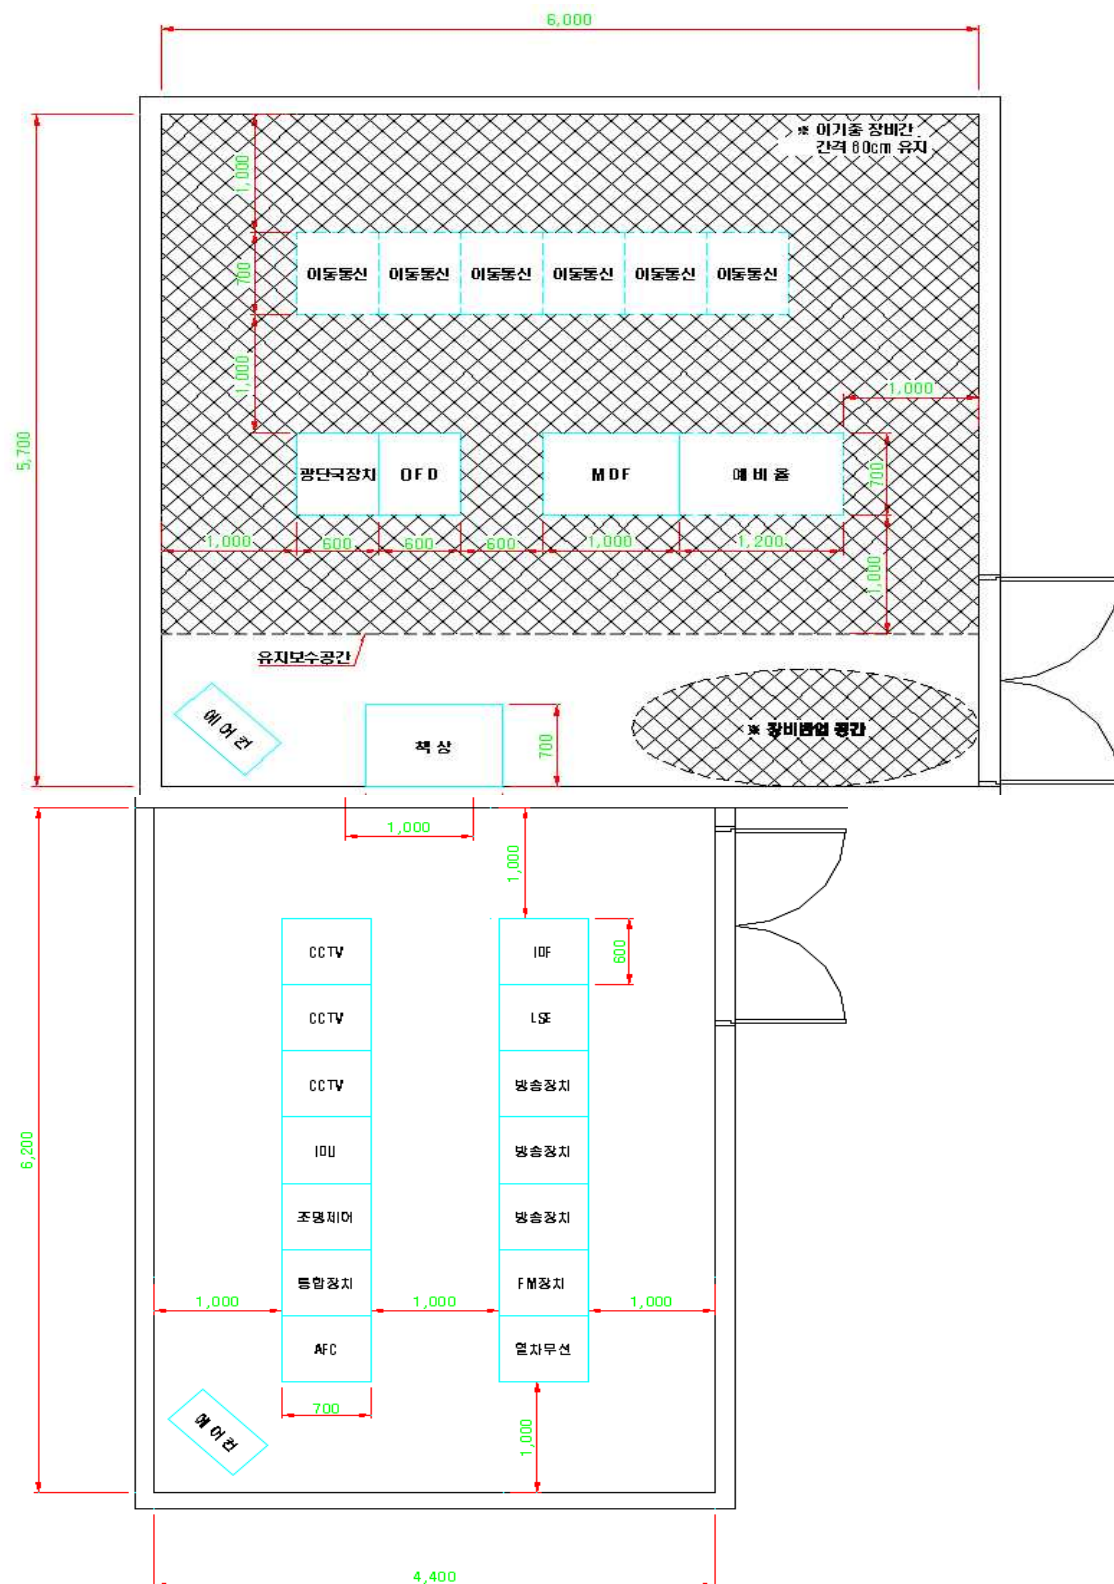 6,000
※ 이기종 장비간
간격 60cm 유지
1,000
700
이동통신 이동통신 이동통신 이동통신 이동통신 이동통신
1,000
1,000
5,700
광단국장치 OFD MDF 예비율
700
1,000 600 600 600 1,000 1,200
1,000
유지보수공간
에어컨
책상
700
※ 장비반입 공간
1,000
1,000
CCTV IDF
600
CCTV LSE
CCTV 방송장치
6,200
IDU 방송장치
조명제어 방송장치
통합장치 FM장치
1,000 1,000 1,000
AFC 열차무선
700
에어컨
1,000
4,400